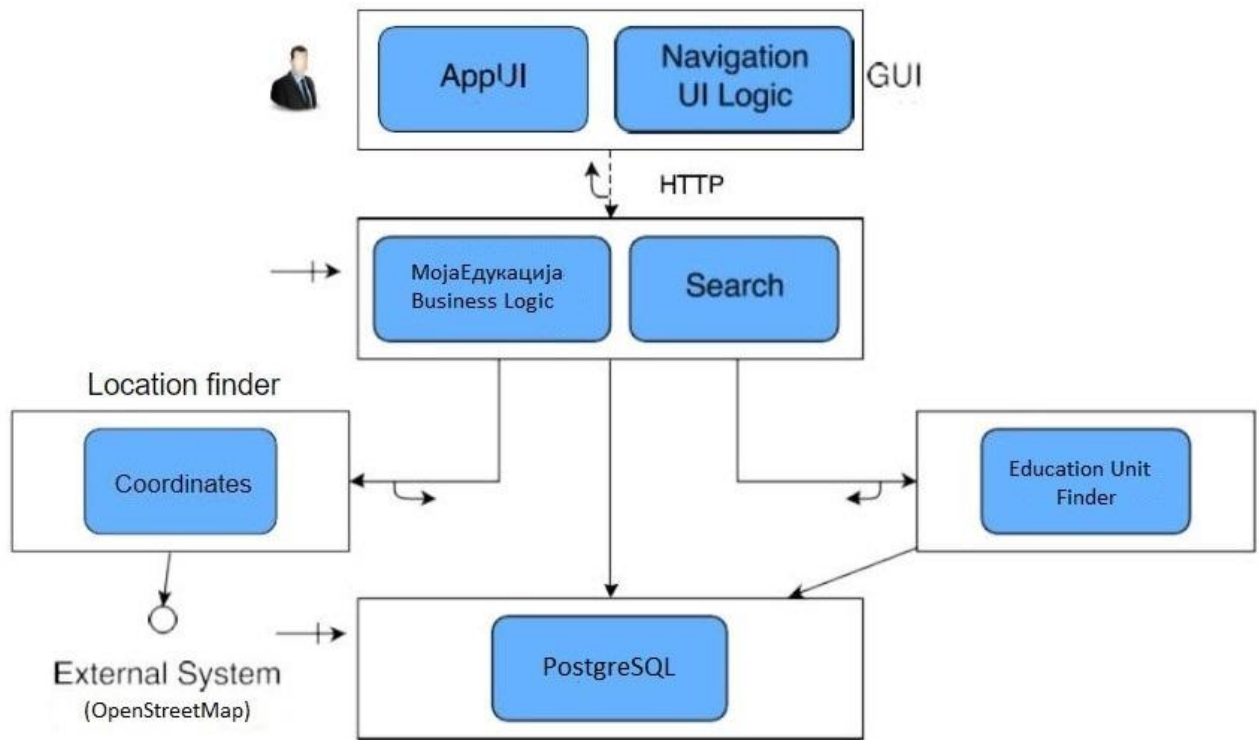 AppUI
Navigation
UI Logic
GUI
HTTP
МојаЕдукација
Business Logic
Search
Location finder
Coordinates
Education Unit
Finder
External System
(OpenStreetMap)
PostgreSQL